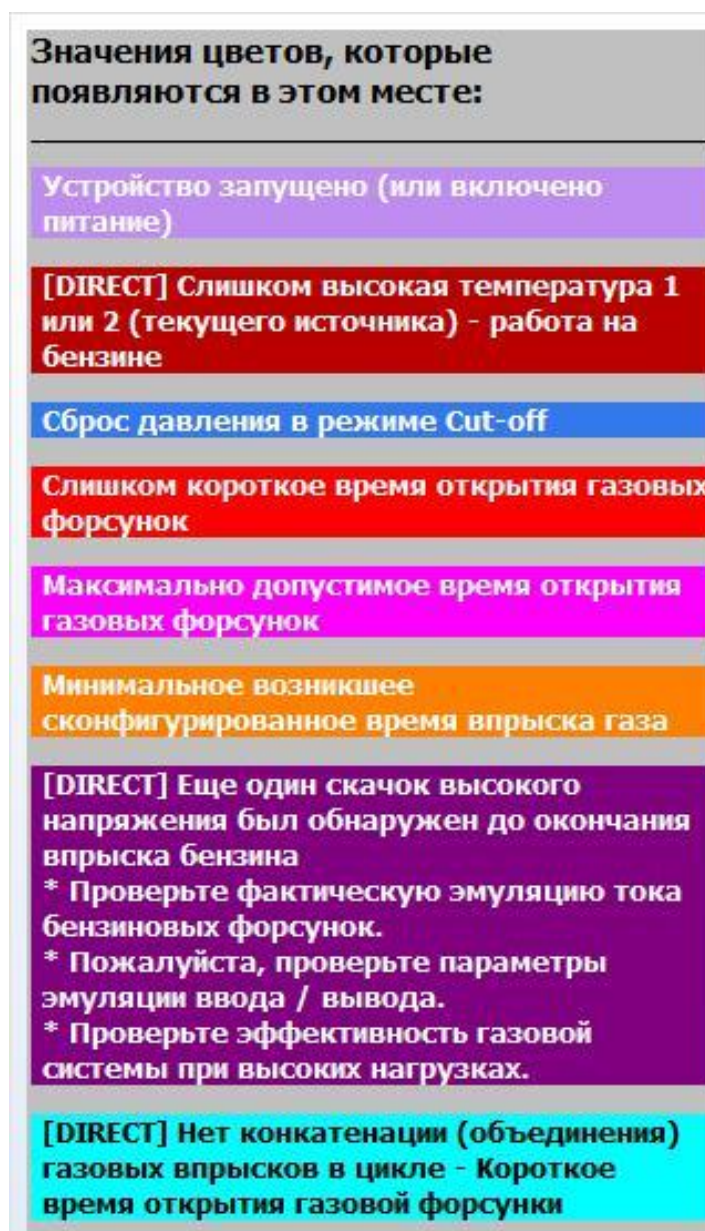 Значения цветов, которые
появляются в этом месте:
Устройство запущено (или включено
питание)
[DIRECT] Слишком высокая температура 1
или 2 (текущего источника) - работа на
бензине
Сброс давления в режиме Cut-off
Слишком короткое время открытия газовых
форсунок
Максимально допустимое время открытия
газовых форсунок
Минимальное возникшее
сконфигурированное время впрыска газа
[DIRECT] Еще один скачок высокого
напряжения был обнаружен до окончания
впрыска бензина
* Проверьте фактическую эмуляцию тока
бензиновых форсунок.
* Пожалуйста, проверьте параметры
эмуляции ввода / вывода.
* Проверьте эффективность газовой
системы при высоких нагрузках.
[DIRECT] Нет конкатенации (объединения)
газовых впрысков в цикле - Короткое
время открытия газовой форсунки